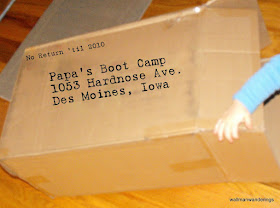 No Return 'til 2010
Papa's Boot Camp
1053 Hardnose Ave.
Des Moines, Iowa